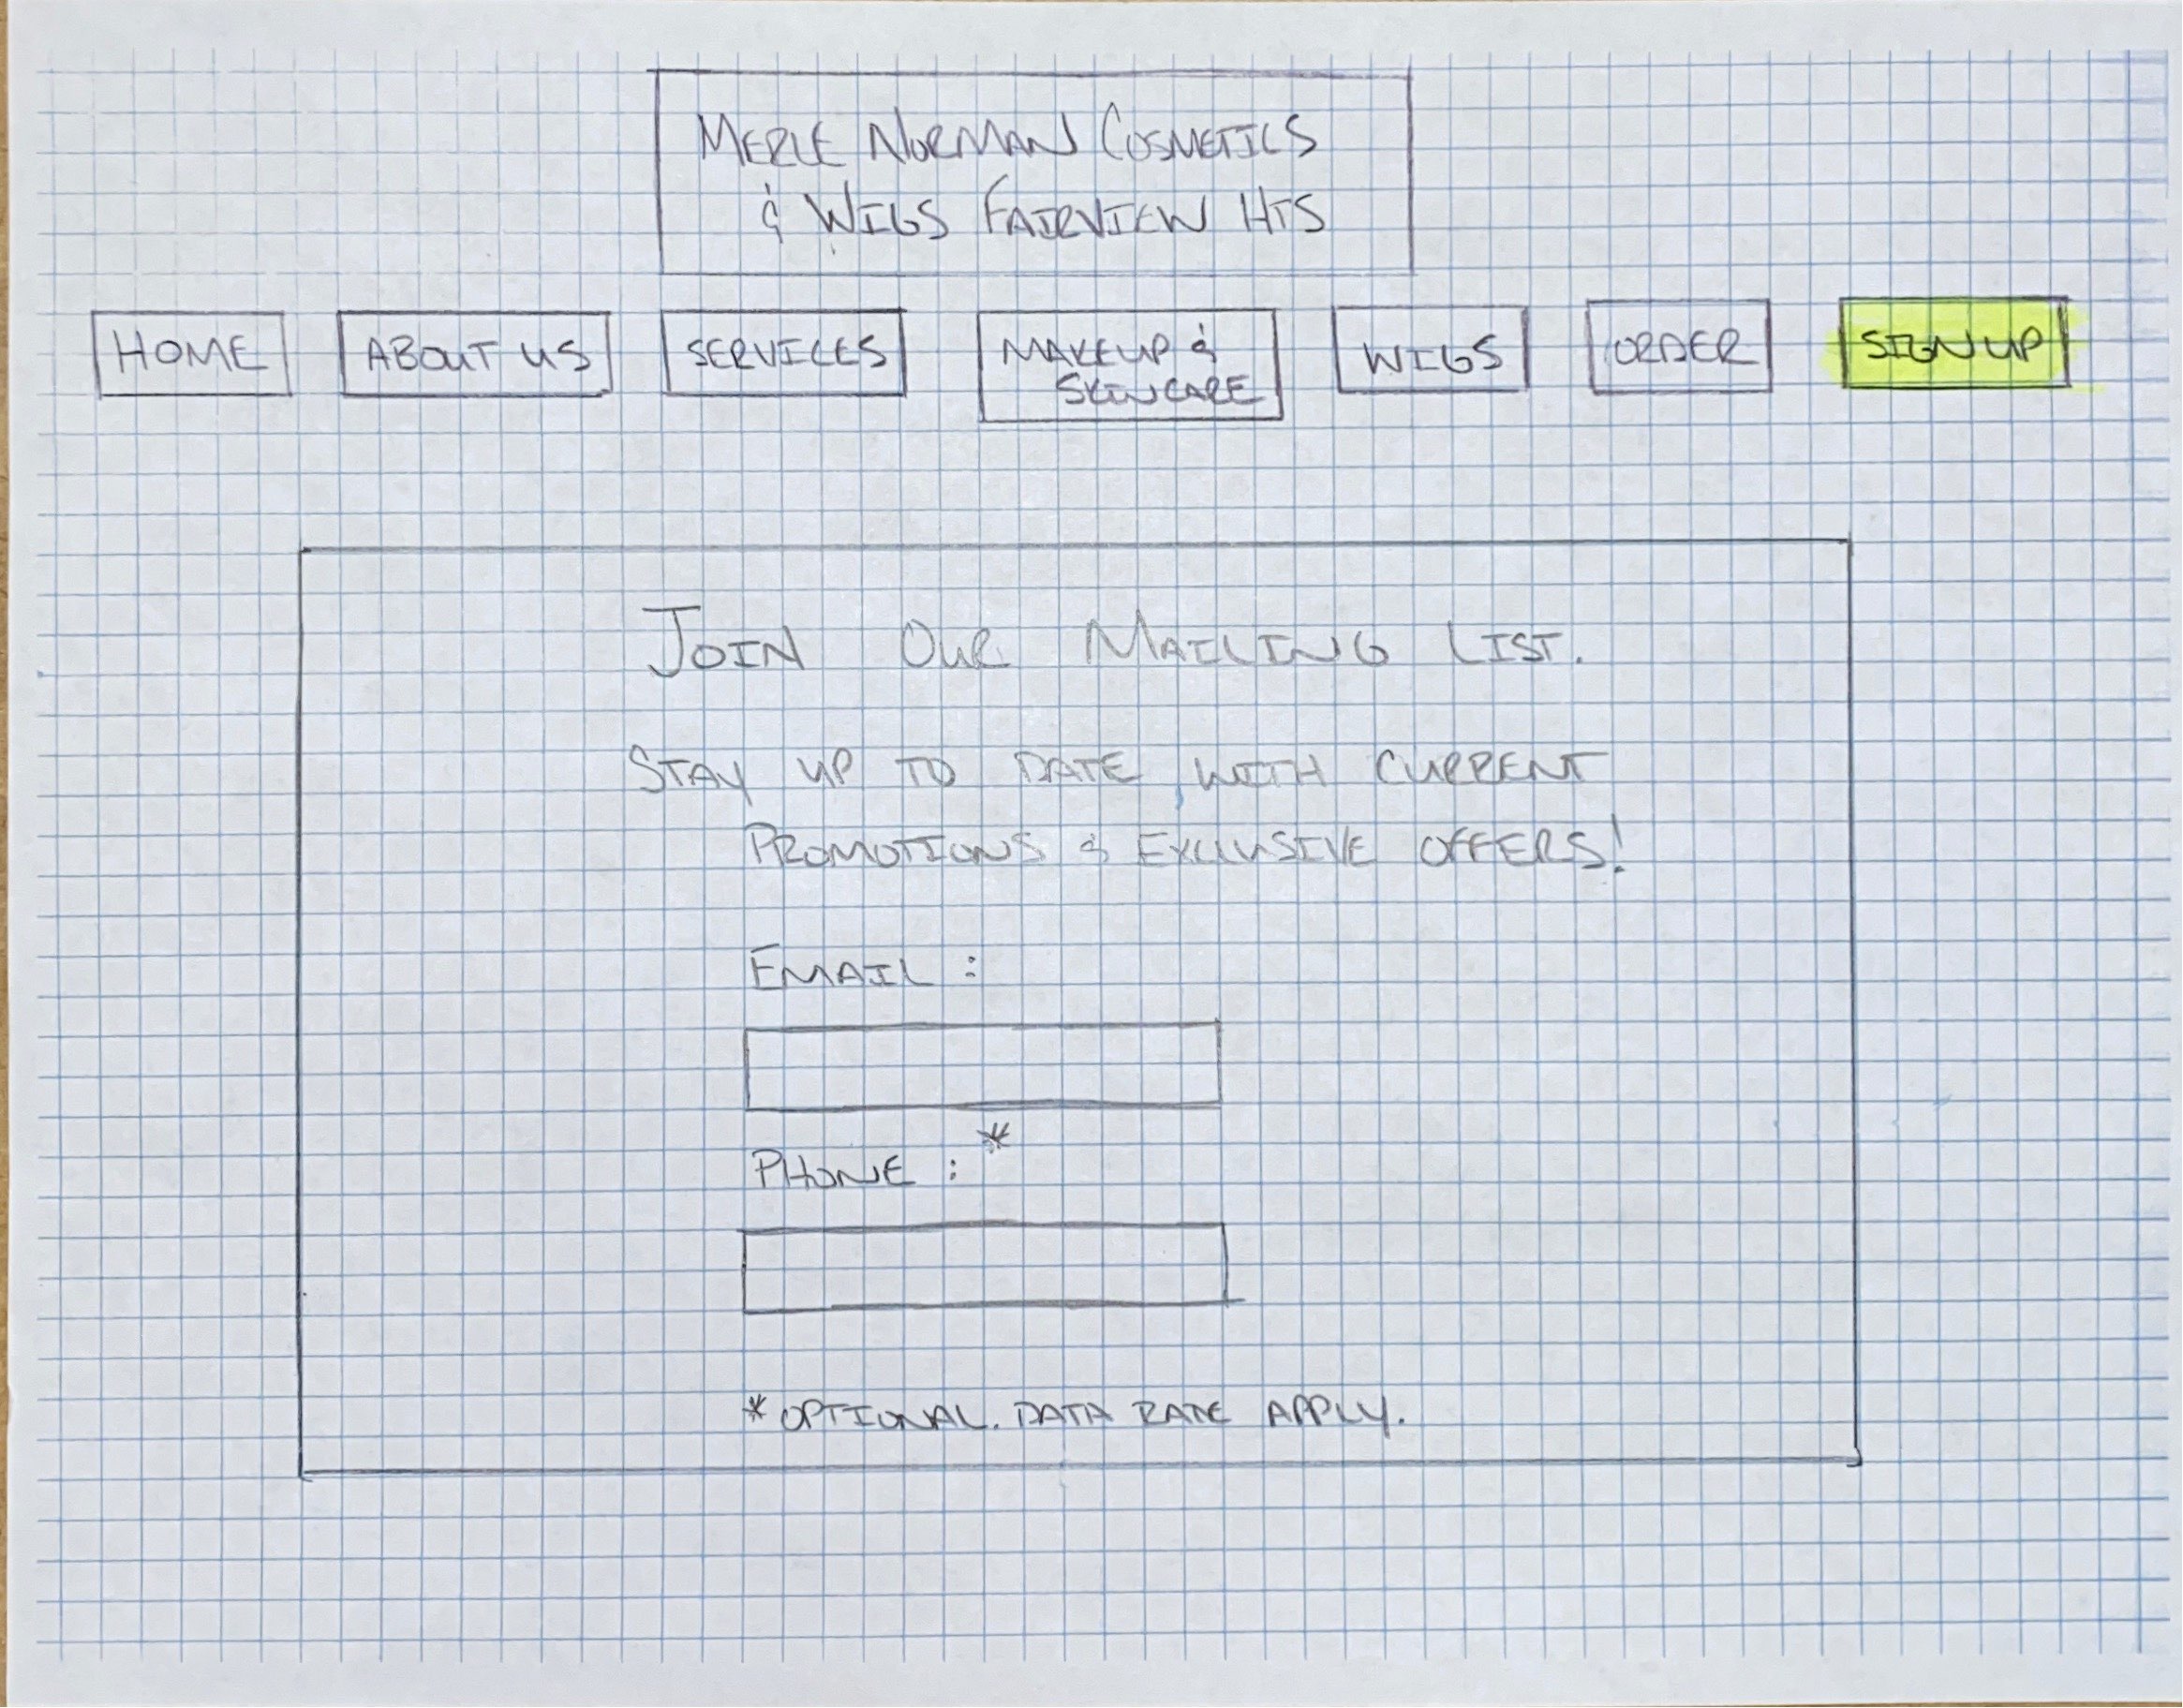 MERLE NORMAN COSMETICS
& WIGS FAIRVIEW HTS
HOME
ABOUT US
SERVICES
MAKEUP &
SKINCARE
WIGS
ORDER
SIGN UP
JOIN OUR MAILING LIST.
STAY UP TO DATE WITH CURRENT
PROMOTIONS & EXCLUSIVE OFFERS!
EMAIL :
PHONE : *
* OPTIONAL. DATA RATE APPLY.